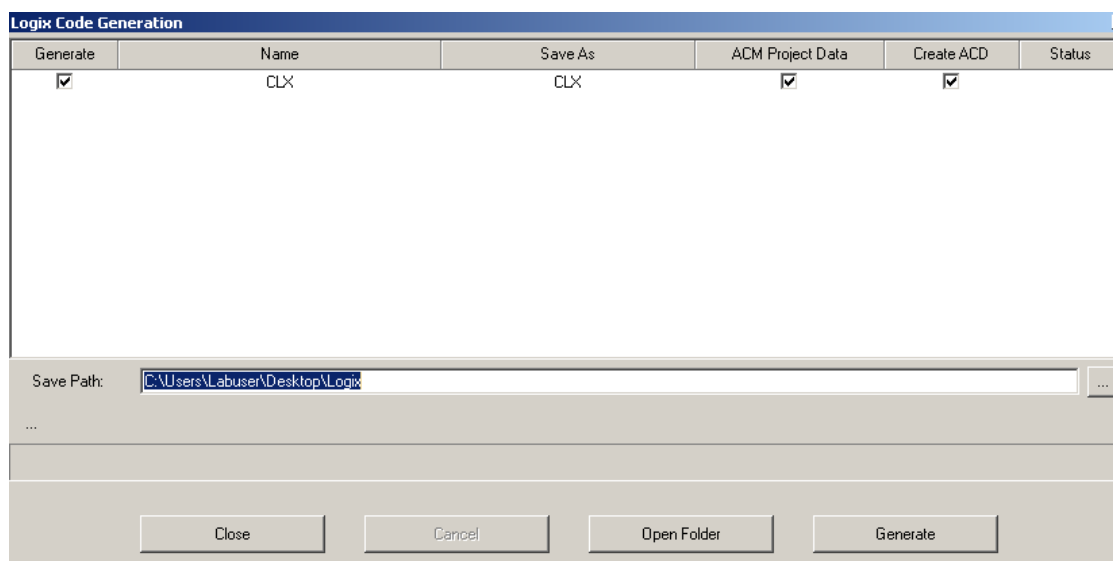 Logix Code Generation
Generate Name Save As ACM Project Data Create ACD Status
CLX CLX
Save Path: C:\Users\Labuser\Desktop\Logix ...
...
Close Cancel Open Folder Generate